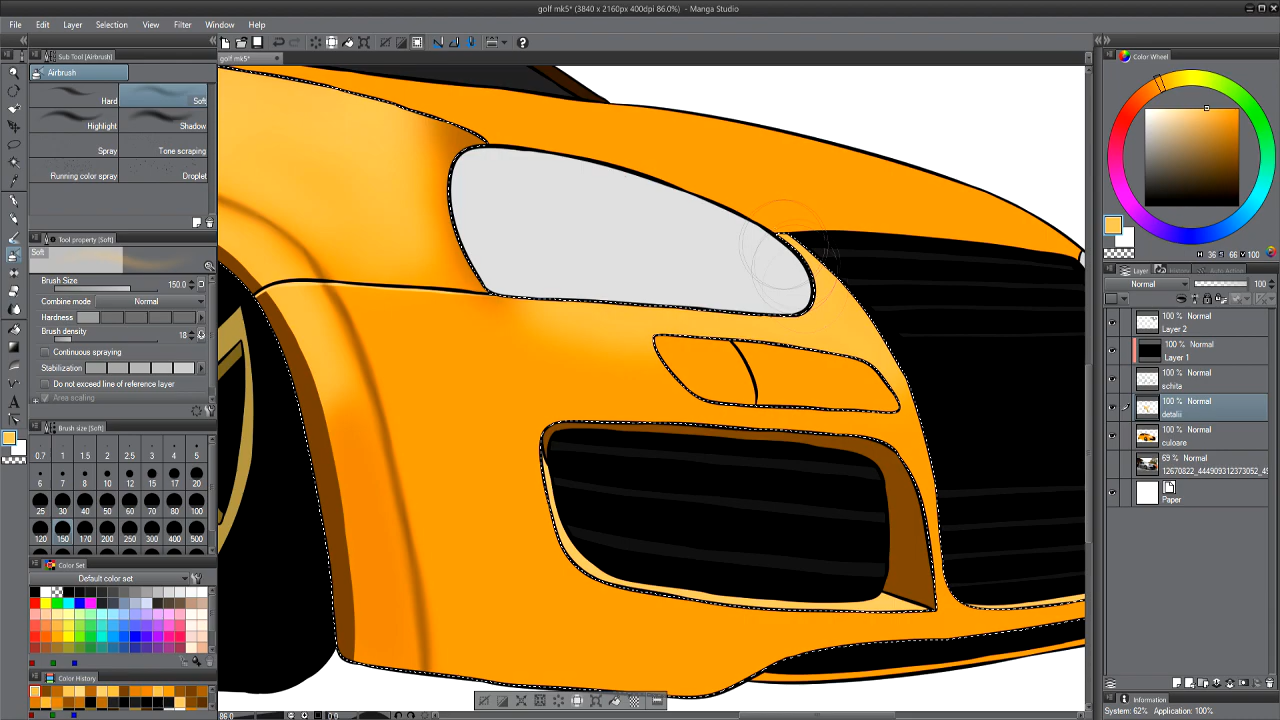 golf mk5* (3840 x 2160px 400dpi 86.0%) - Manga Studio
File Edit Layer Selection View Filter Window Help
Sub Tool (Airbrush)
golf mk5*
Color Wheel
Airbrush
Hard Soft
Highlight Shadow
Spray Tone scraping
Running color spray Droplet
Tool property (Soft)
Soft
Brush Size 150.0
Combine mode Normal
Hardness
Brush density 18
Continuous spraying
Stabilization
Do not exceed line of reference layer
Area scaling
Brush size
0.7 1 1.5 2 2.5 3 4 5
6 7 8 10 12 15 17 20
25 30 40 50 60 70 80 100
120 150 170 200 250 300 400 500
Color Set
Default color set
Color History
86.0 0.0
H 36 S 66 V 100
Layer History Auto Action
Normal 100
100 % Normal
Layer 2
100 % Normal
Layer 1
100 % Normal
schita
100 % Normal
detalii
100 % Normal
culoare
69 % Normal
12670822_444909312373052_49
Paper
Information
System: 62% Application: 100%